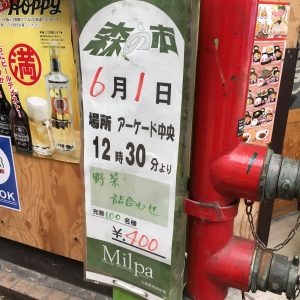 HOPPY
満
OK
森の市
6月1日
場所 アーケード中央
12時30分より
野菜
詰合わせ
先着100名様
¥400
Milpa